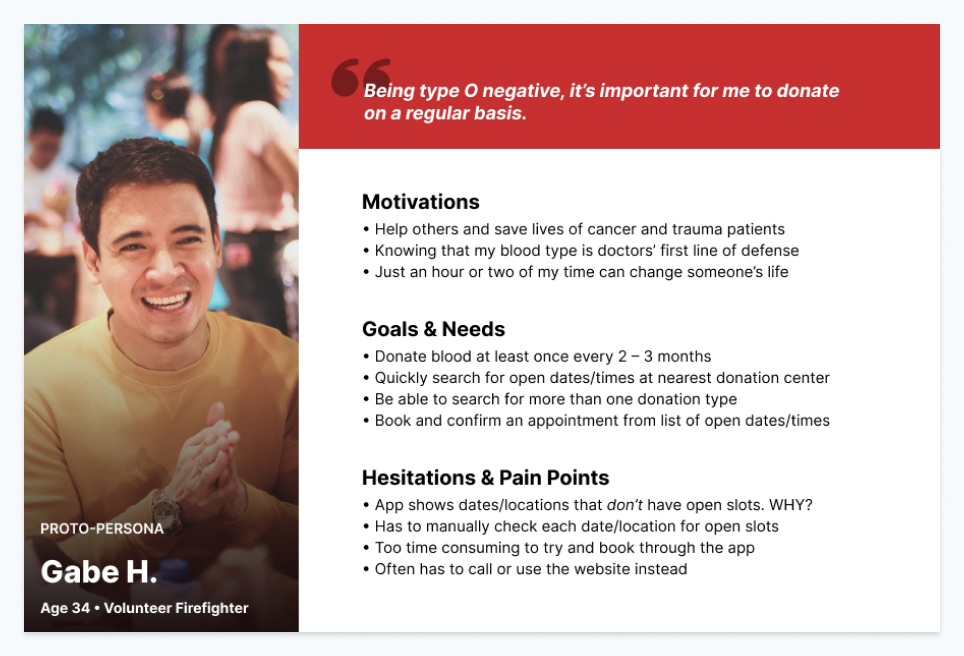 “
Being type O negative, it’s important for me to donate
on a regular basis.
Motivations
• Help others and save lives of cancer and trauma patients
• Knowing that my blood type is doctors’ first line of defense
• Just an hour or two of my time can change someone’s life
Goals & Needs
• Donate blood at least once every 2 – 3 months
• Quickly search for open dates/times at nearest donation center
• Be able to search for more than one donation type
• Book and confirm an appointment from list of open dates/times
Hesitations & Pain Points
• App shows dates/locations that don’t have open slots. WHY?
• Has to manually check each date/location for open slots
• Too time consuming to try and book through the app
• Often has to call or use the website instead
PROTO-PERSONA
Gabe H.
Age 34 • Volunteer Firefighter